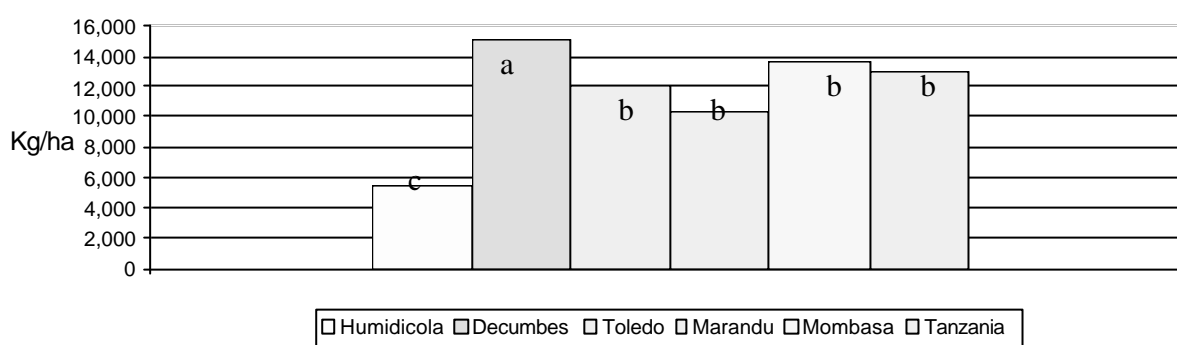 16,000
14,000
12,000
10,000
8,000
6,000
4,000
2,000
0
Kg/ha
c
a
b
b
b
b
Humidicola Decumbes Toledo Marandu Mombasa Tanzania